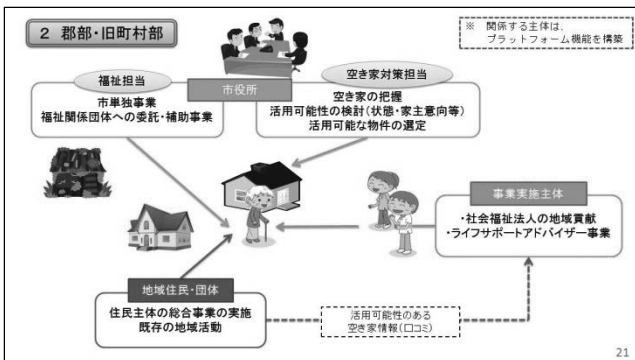 2 郡部・旧町村部
※ 関係する主体は、
プラットフォーム機能を構築
福祉担当
市役所
空き家対策担当
市単独事業
福祉関係団体への委託・補助事業
空き家の把握
活用可能性の検討(状態・家主意向等)
活用可能な物件の選定
事業実施主体
・社会福祉法人の地域貢献
・ライフサポートアドバイザー事業
地域住民・団体
住民主体の総合事業の実施
既存の地域活動
活用可能性のある
空き家情報(口コミ)
21